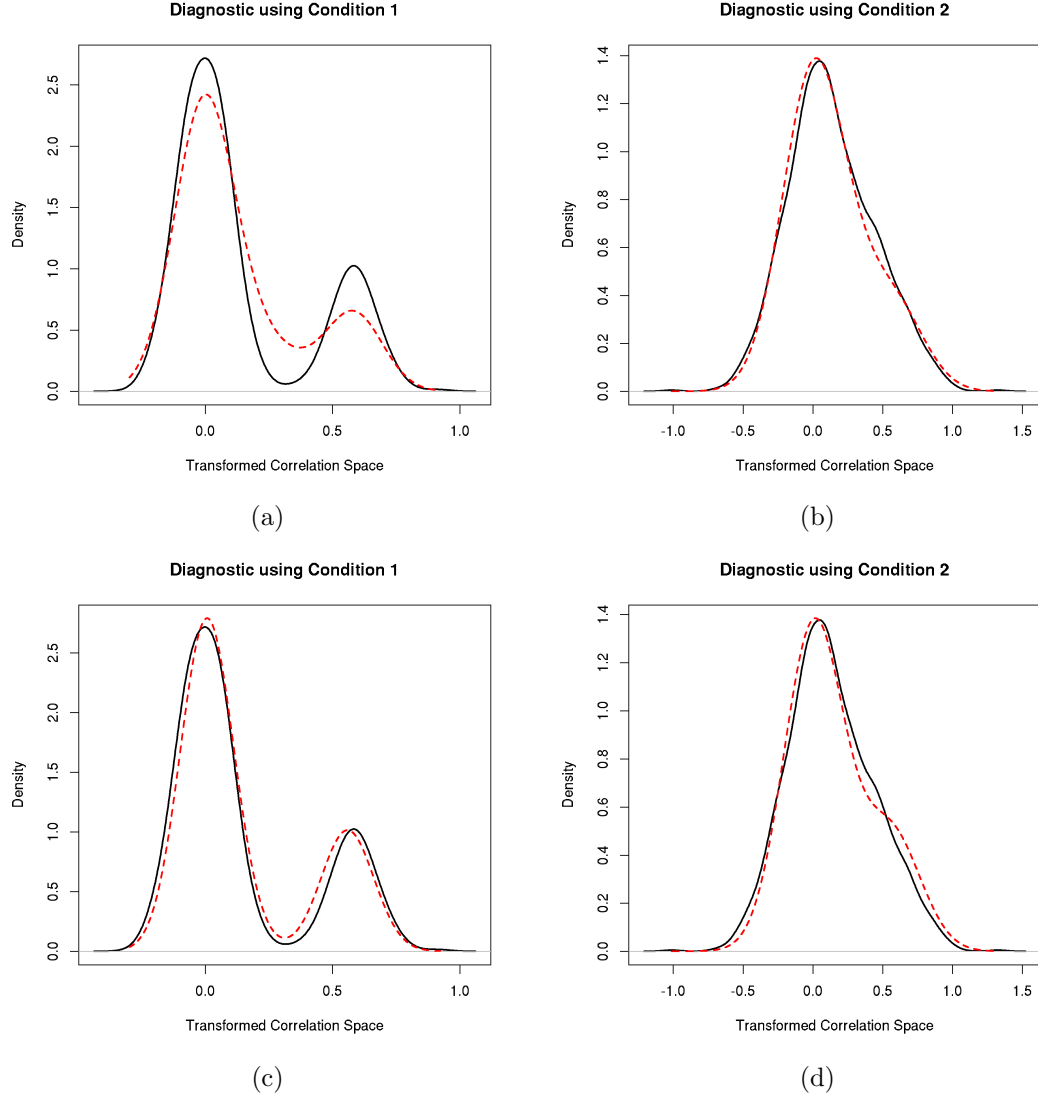 Diagnostic using Condition 1
Density
0.0 0.5 1.0 1.5 2.0 2.5
0.0 0.5 1.0
Transformed Correlation Space
(a)
Diagnostic using Condition 2
Density
0.0 0.2 0.4 0.6 0.8 1.0 1.2 1.4
-1.0 -0.5 0.0 0.5 1.0 1.5
Transformed Correlation Space
(b)
Diagnostic using Condition 1
Density
0.0 0.5 1.0 1.5 2.0 2.5
0.0 0.5 1.0
Transformed Correlation Space
(c)
Diagnostic using Condition 2
Density
0.0 0.2 0.4 0.6 0.8 1.0 1.2 1.4
-1.0 -0.5 0.0 0.5 1.0 1.5
Transformed Correlation Space
(d)